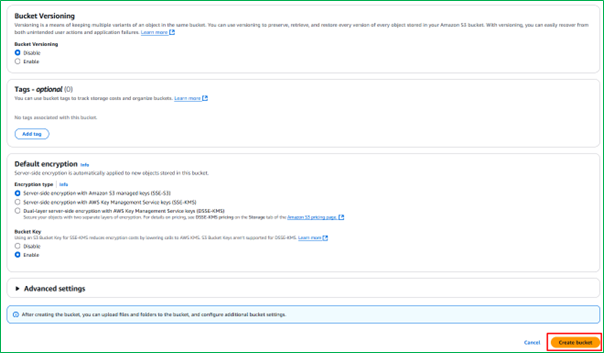 Bucket Versioning
Versioning is a means of keeping multiple variants of an object in the same bucket. You can use versioning to preserve, retrieve, and restore every version of every object stored in your Amazon S3 bucket. With versioning, you can easily recover from
both unintended user actions and application failures. Learn more
Bucket Versioning
Disable
Enable
Tags - optional (0)
You can use bucket tags to track storage costs and organize buckets. Learn more
No tags associated with this bucket.
Add tag
Default encryption Info
Server-side encryption is automatically applied to new objects stored in this bucket.
Encryption type Info
Server-side encryption with Amazon S3 managed keys (SSE-S3)
Server-side encryption with AWS Key Management Service keys (SSE-KMS)
Dual-layer server-side encryption with AWS Key Management Service keys (DSSE-KMS)
Secure your objects with two separate layers of encryption. For details on pricing, see DSSE-KMS pricing on the Storage tab of the Amazon S3 pricing page.
Bucket Key
Using an S3 Bucket Key for SSE-KMS reduces encryption costs by lowering calls to AWS KMS. S3 Bucket Keys aren't supported for DSSE-KMS. Learn more
Disable
Enable
Advanced settings
After creating the bucket, you can upload files and folders to the bucket, and configure additional bucket settings.
Cancel
Create bucket